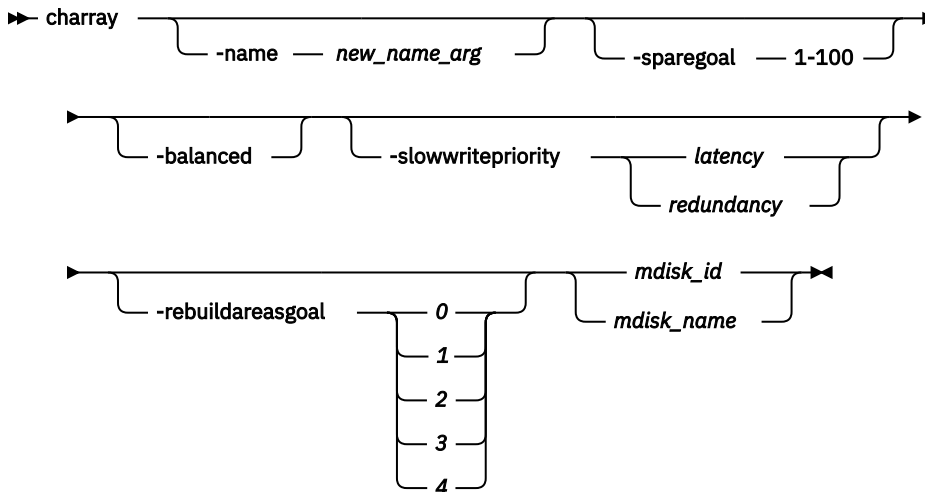 charray
-name new_name_arg -sparegoal 1-100
-balanced -slowwritepriority latency
redundancy
mdisk_id
-rebuildareasgoal 0 mdisk_name
1
2
3
4